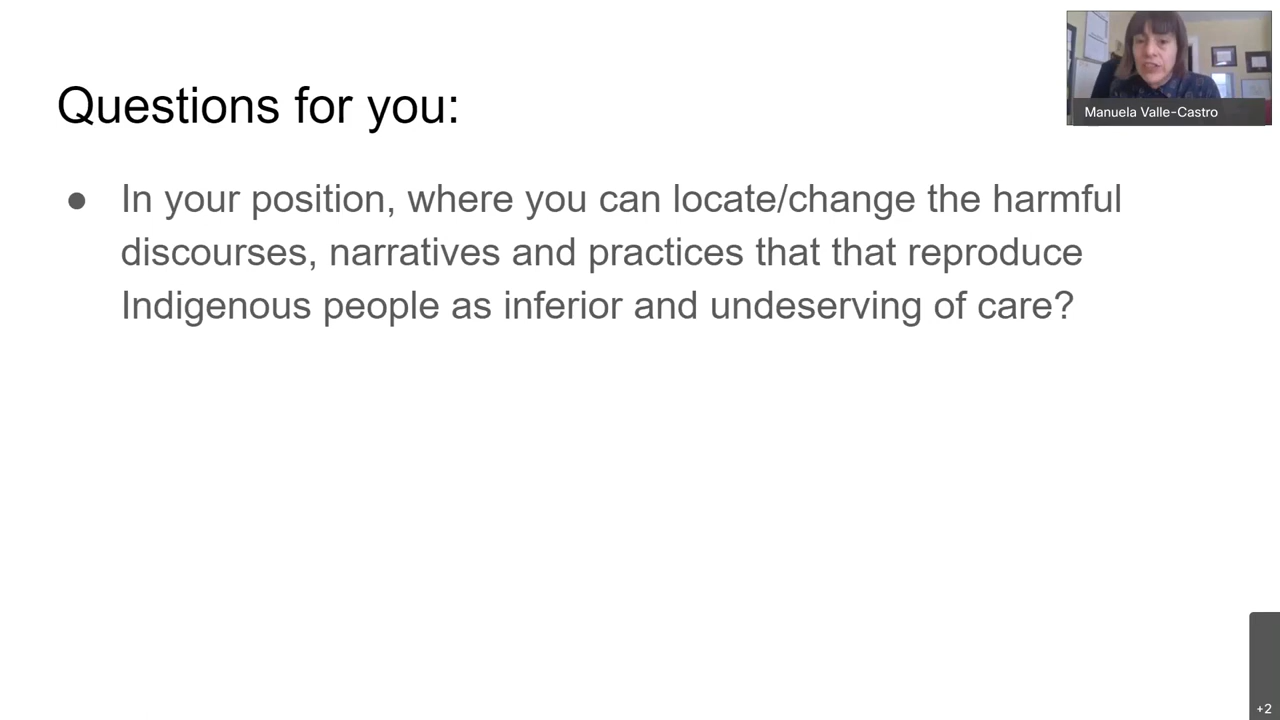 Questions for you:
Manuela Valle-Castro
● In your position, where you can locate/change the harmful
discourses, narratives and practices that that reproduce
Indigenous people as inferior and undeserving of care?
+2